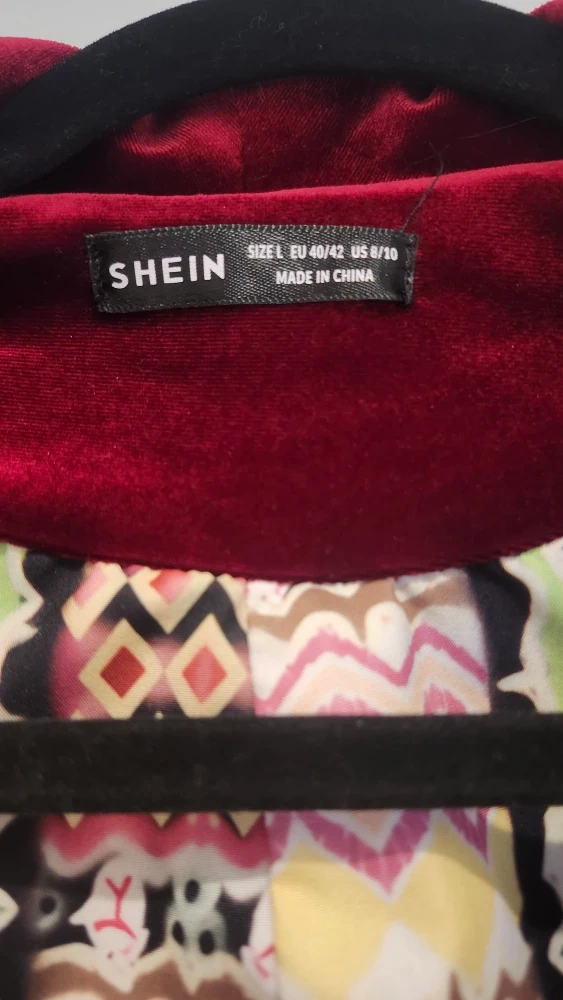 SHEIN
SIZE L EU 40/42 US 8/10
MADE IN CHINA